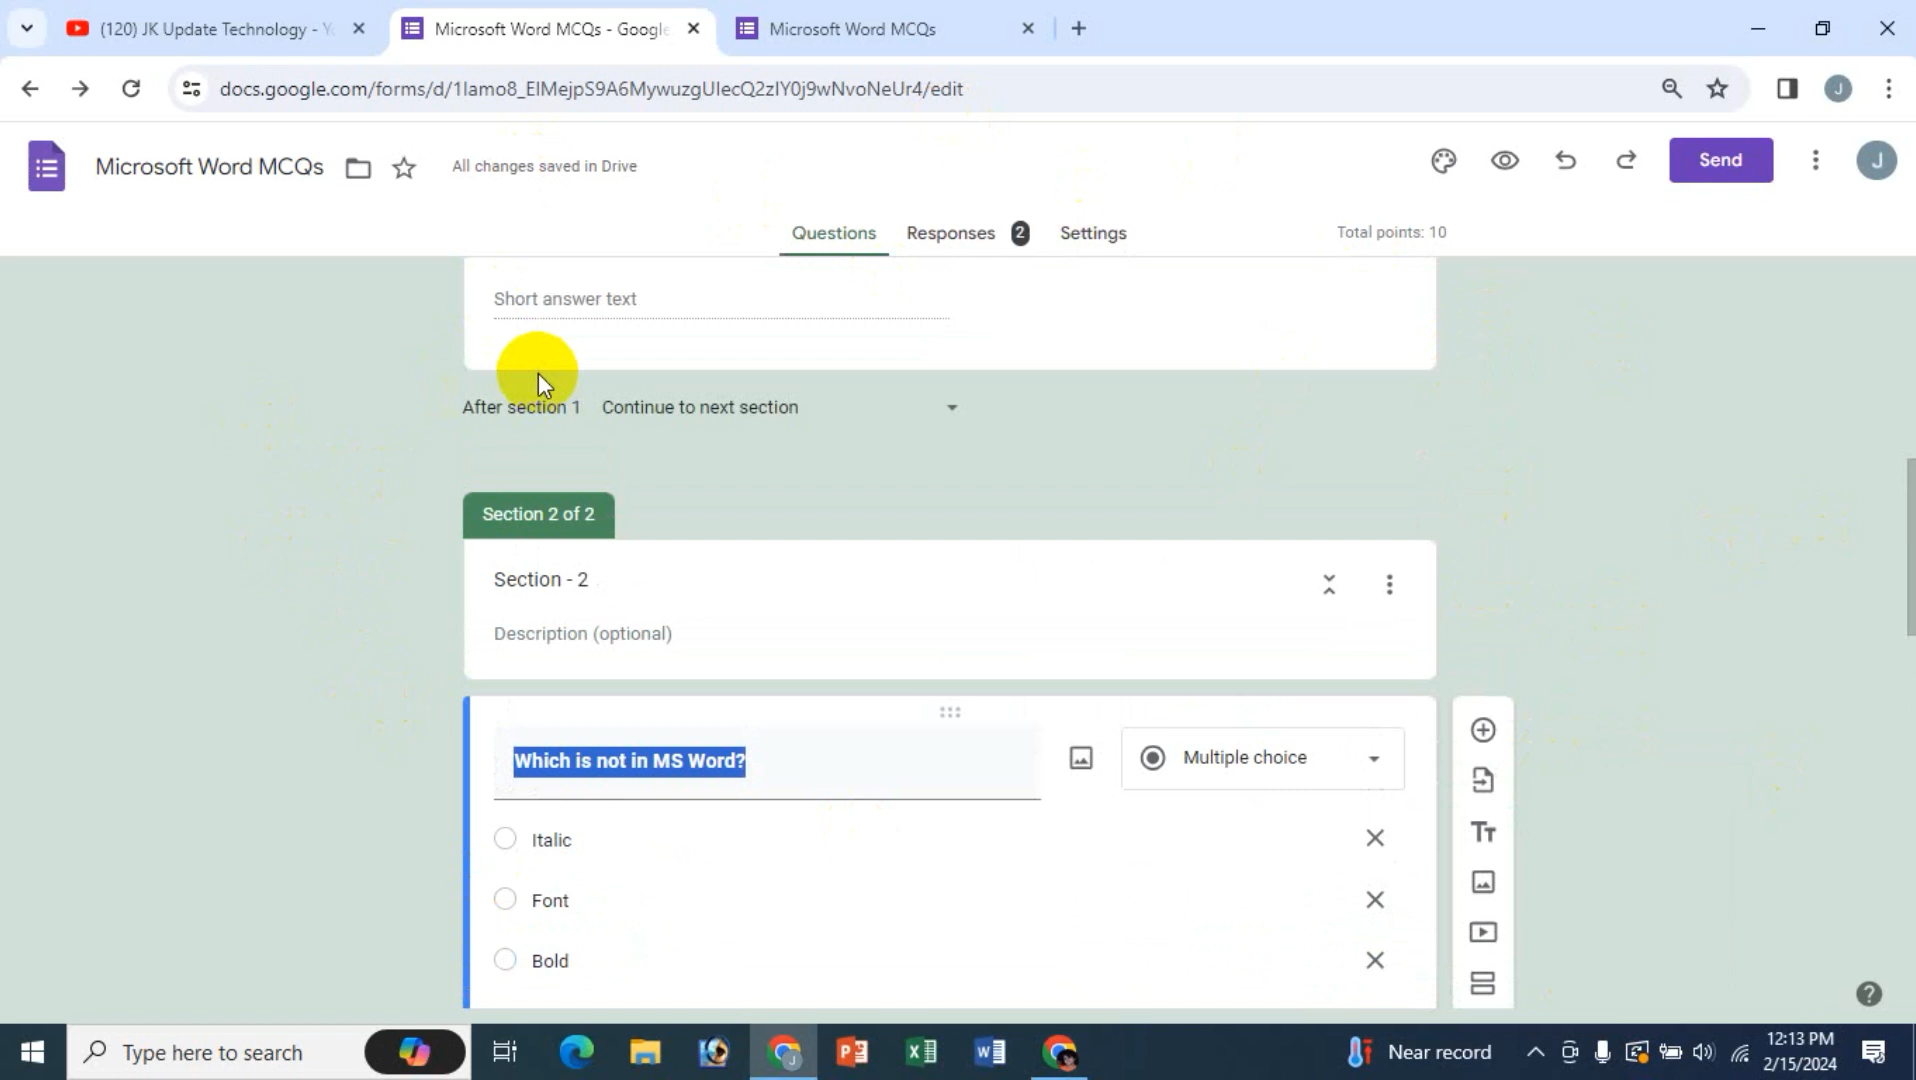 (120) JK Update Technology - Y
Microsoft Word MCQs - Google
Microsoft Word MCQs
docs.google.com/forms/d/1Iamo8_EIMejpS9A6MywuzgUIecQ2zIY0j9wNvoNeUr4/edit
J
Microsoft Word MCQs
All changes saved in Drive
Send
J
Questions
Responses 2
Settings
Total points: 10
Short answer text
After section 1 Continue to next section
Section 2 of 2
Section - 2
Description (optional)
Which is not in MS Word?
Multiple choice
Tт
Italic
Font
Bold
Type here to search
Near record
12:13 PM
2/15/2024